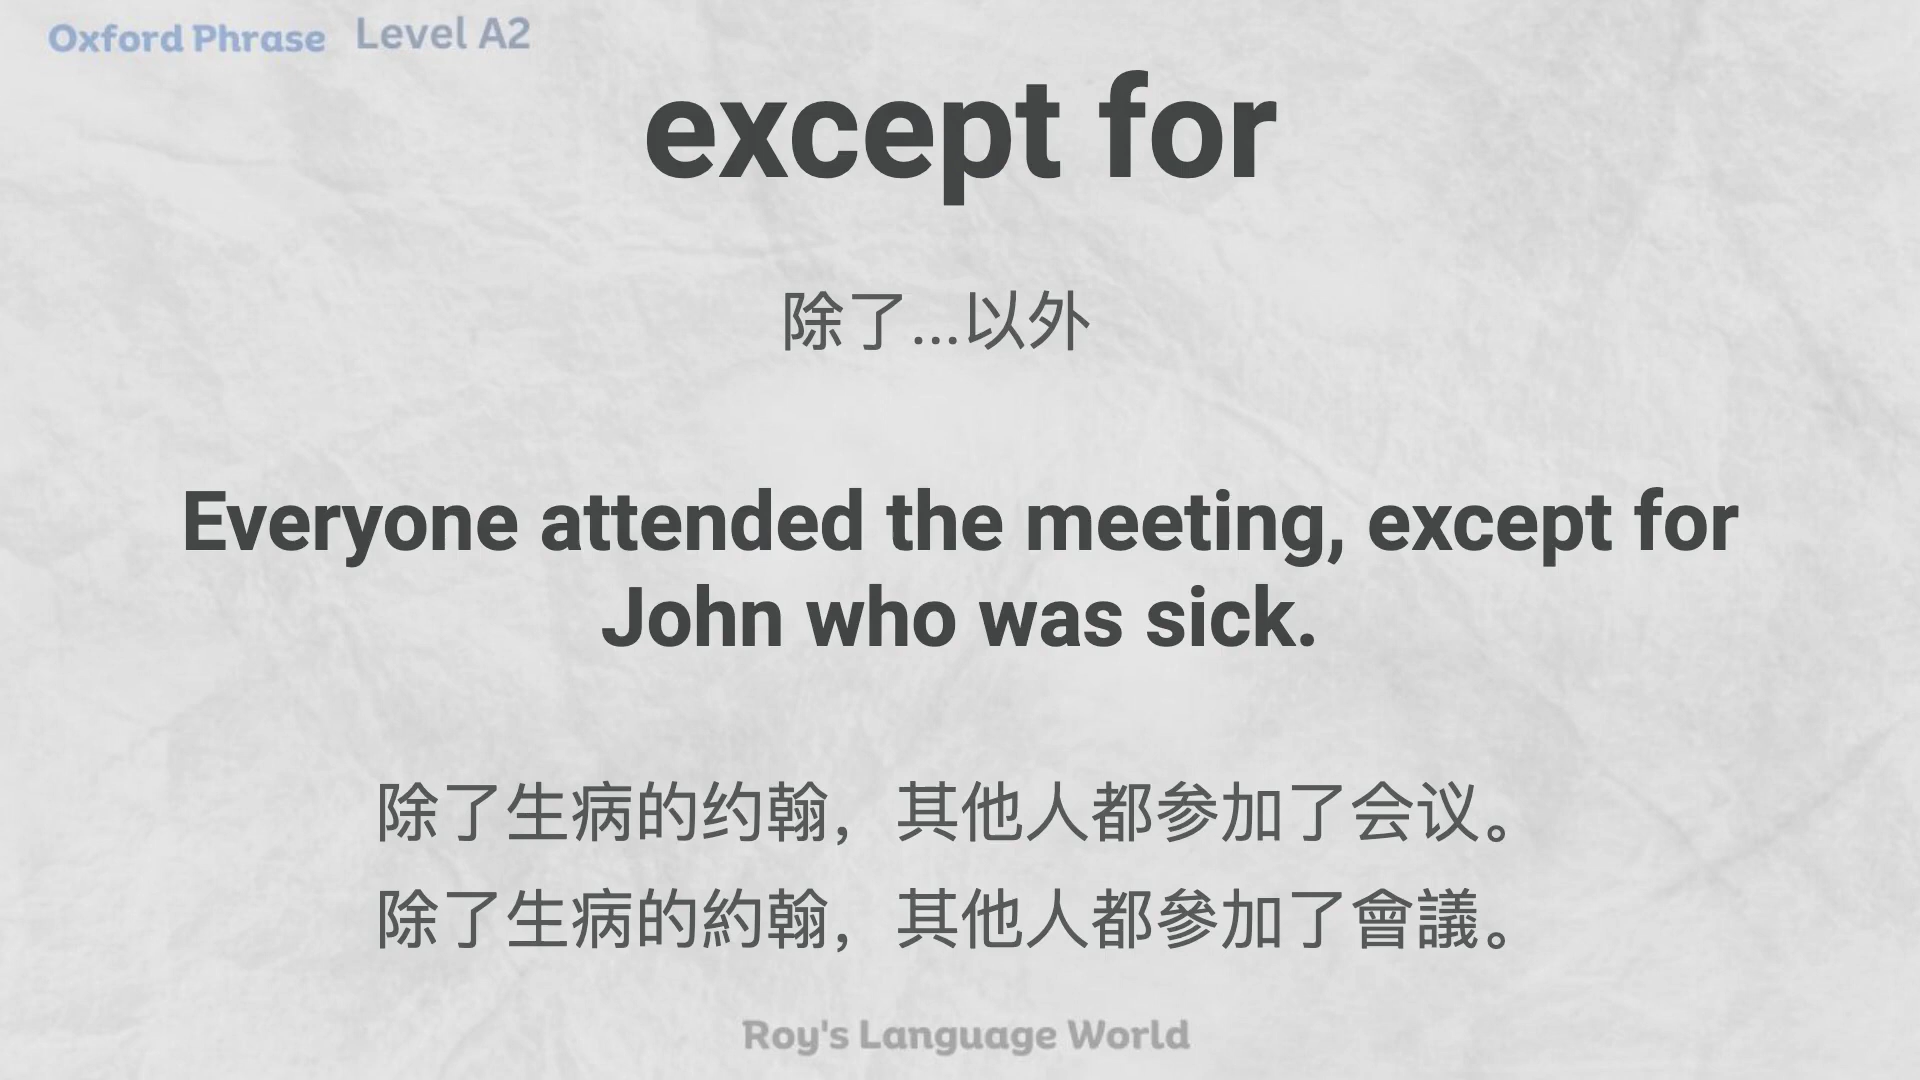 Oxford Phrase Level A2
except for
除了...以外
Everyone attended the meeting, except for
John who was sick.
除了生病的约翰，其他人都参加了会议。
除了生病的約翰，其他人都參加了會議。
Roy's Language World